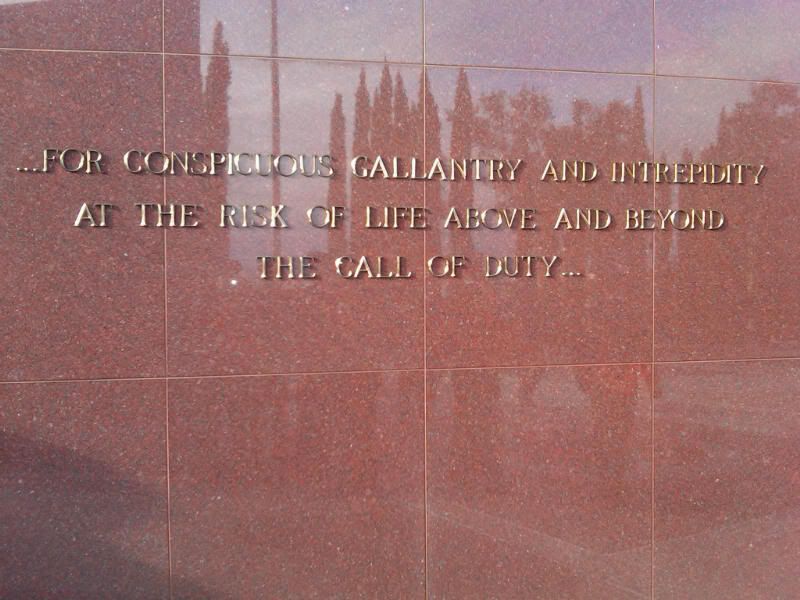 ...FOR CONSPICUOUS GALLANTRY AND INTREPIDITY
AT THE RISK OF LIFE ABOVE AND BEYOND
THE CALL OF DUTY...